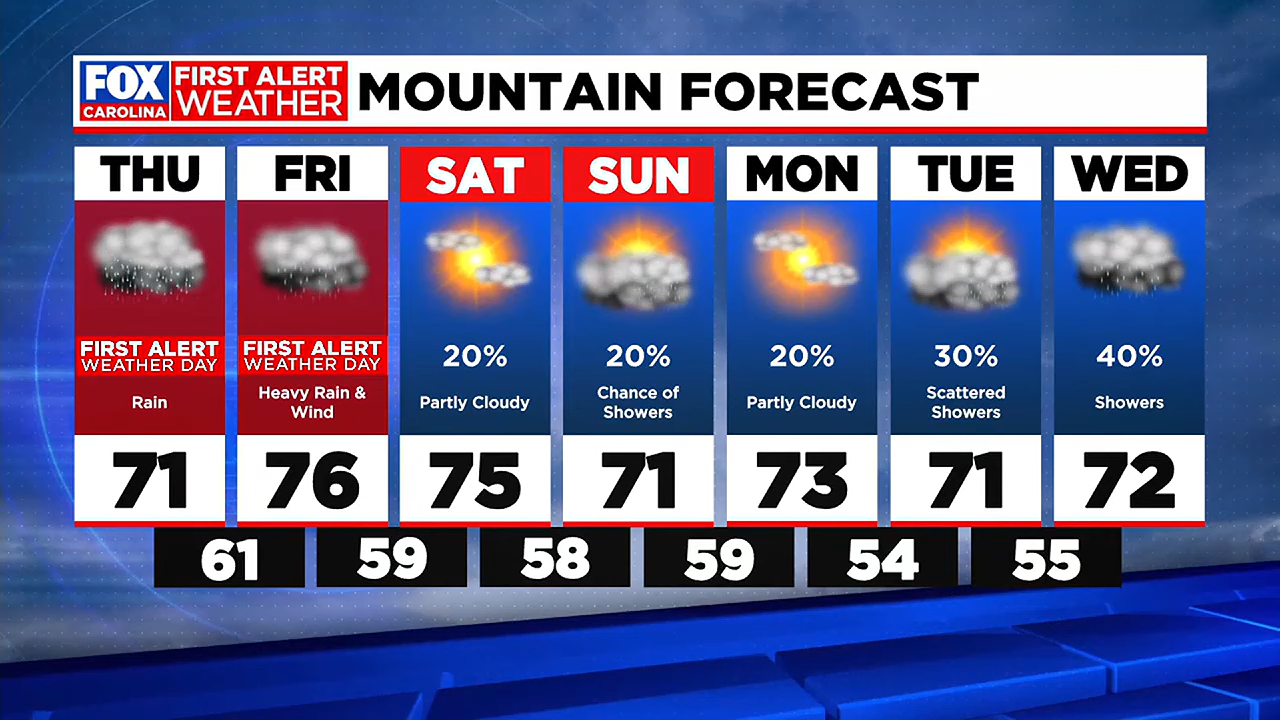 FOX
CAROLINA
FIRST ALERT
WEATHER
MOUNTAIN FORECAST
THU
FRI
SAT
SUN
MON
TUE
WED
FIRST ALERT
WEATHER DAY
FIRST ALERT
WEATHER DAY
20%
20%
20%
30%
40%
Rain
Heavy Rain &
Wind
Partly Cloudy
Chance of
Showers
Partly Cloudy
Scattered
Showers
Showers
71
76
75
71
73
71
72
61
59
58
59
54
55